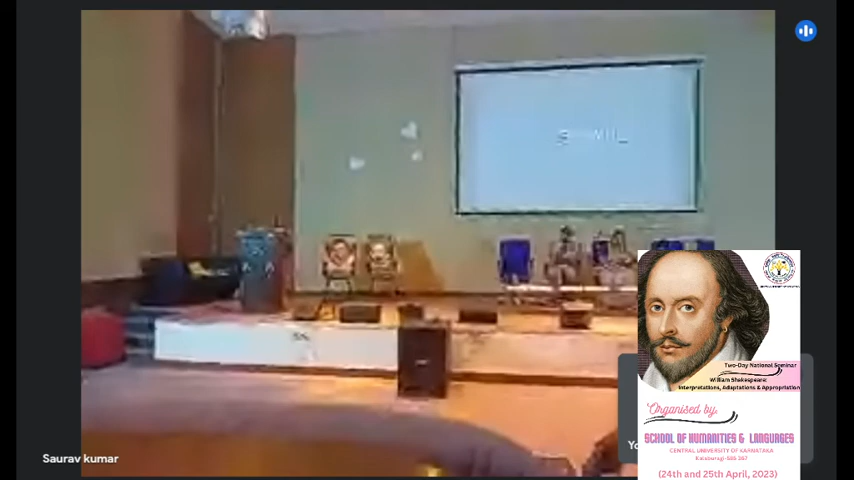 Two-Day National Seminar
William Shakespeare:
Interpretations, Adaptations & Appropriation
Organised by:
SCHOOL OF HUMANITIES & LANGUAGES
CENTRAL UNIVERSITY OF KARNATAKA
(24th and 25th April, 2023)
Saurav kumar